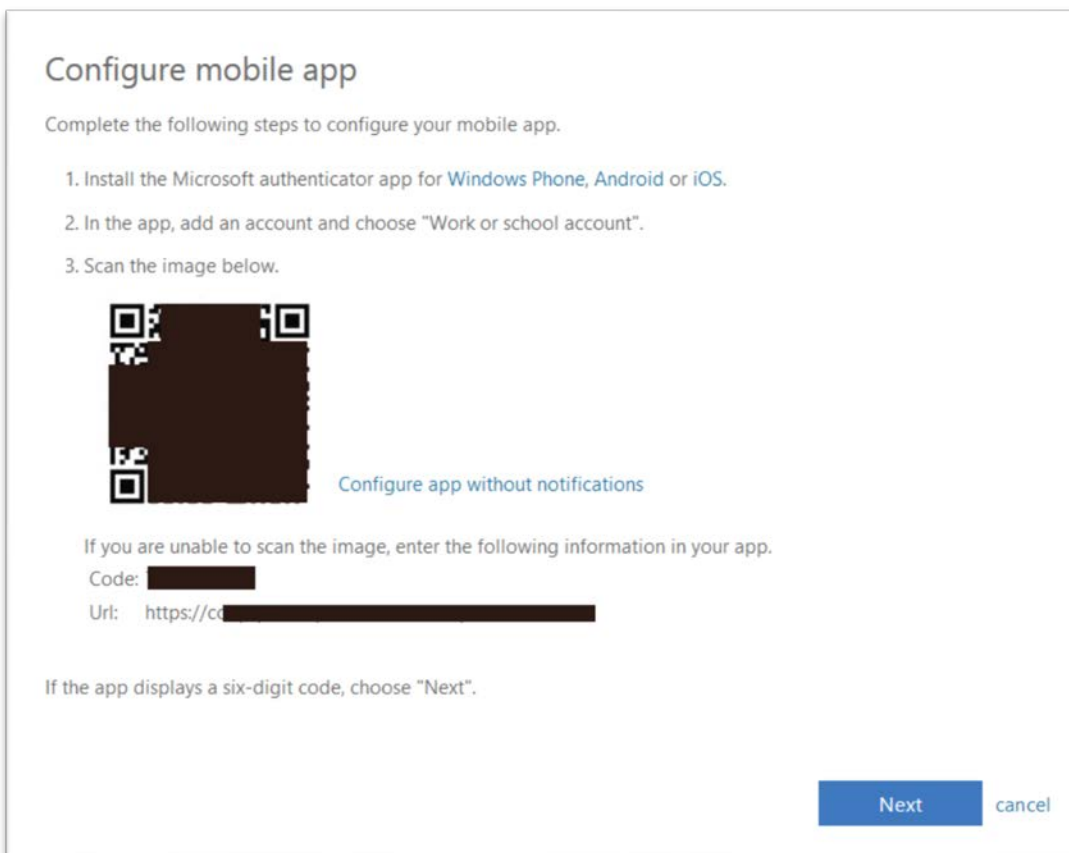 Configure mobile app
Complete the following steps to configure your mobile app.
1. Install the Microsoft authenticator app for Windows Phone, Android or iOS.
2. In the app, add an account and choose "Work or school account".
3. Scan the image below.
Configure app without notifications
If you are unable to scan the image, enter the following information in your app.
Code:
Url: https://co
If the app displays a six-digit code, choose "Next".
Next cancel